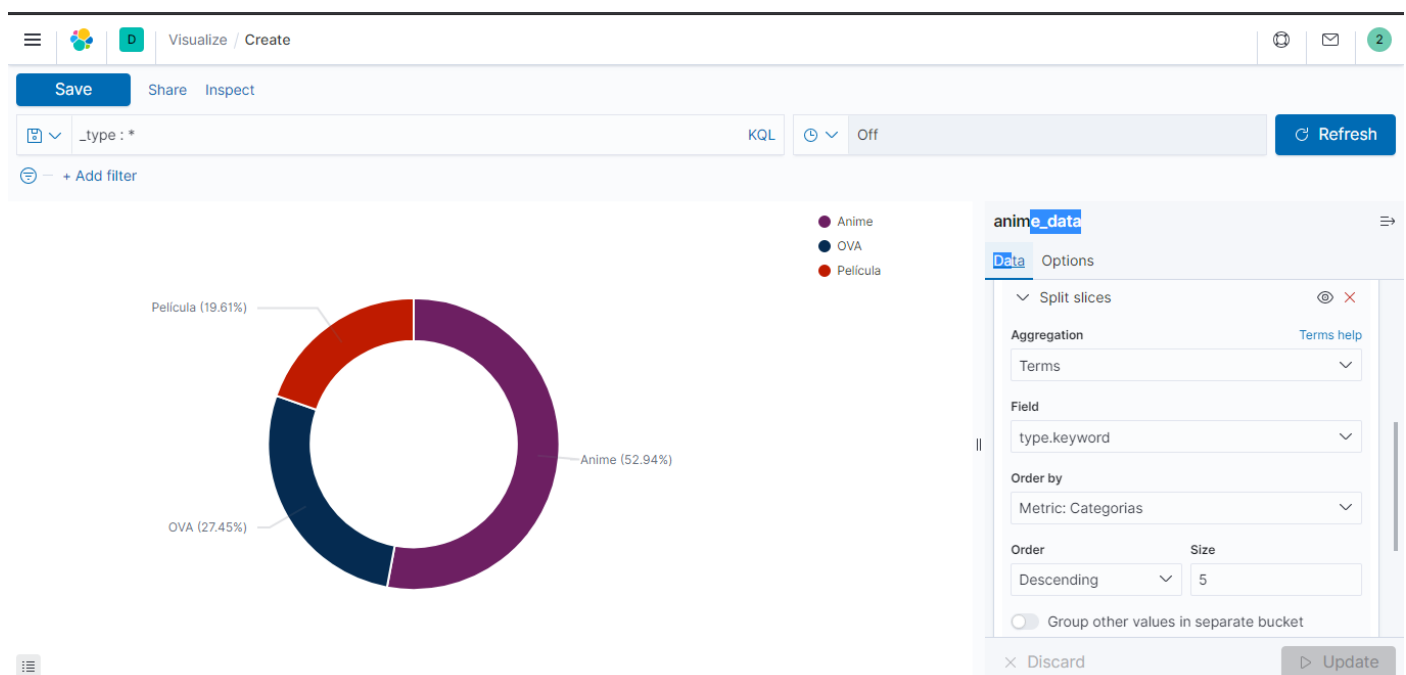 D Visualize / Create 2
Save Share Inspect
_type : * KQL Off Refresh
+ Add filter
Anime
OVA
Película
Película (19.61%)
Anime (52.94%)
OVA (27.45%)
anime_data
Data Options
Split slices
Aggregation Terms help
Terms
Field
type.keyword
Order by
Metric: Categorias
Order Size
Descending 5
Group other values in separate bucket
Discard Update